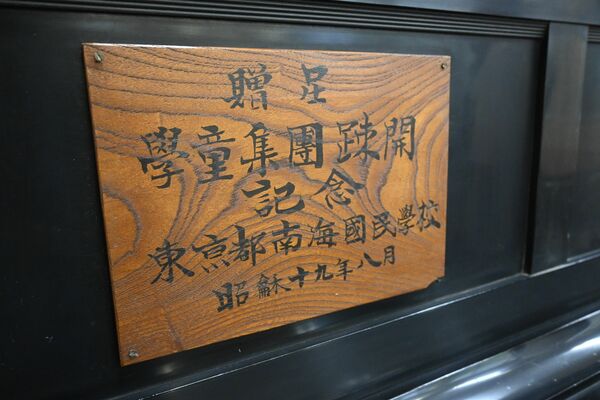 贈呈
學童集團踈開
記念
東京都南海國民學校
昭龢十九年八月